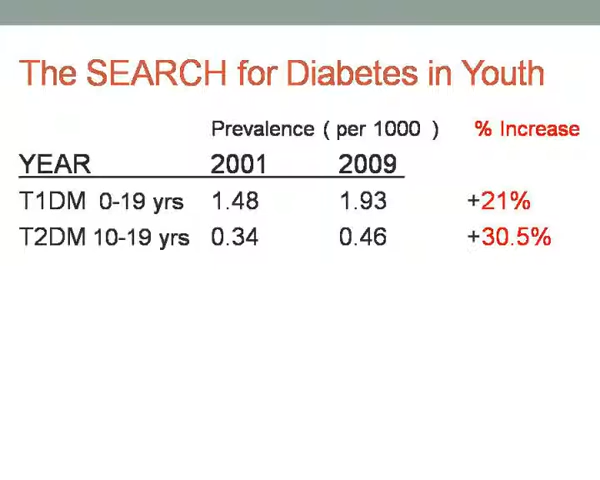 The SEARCH for Diabetes in Youth
Prevalence ( per 1000 ) % Increase
YEAR 2001 2009
T1DM 0-19 yrs 1.48 1.93 +21%
T2DM 10-19 yrs 0.34 0.46 +30.5%